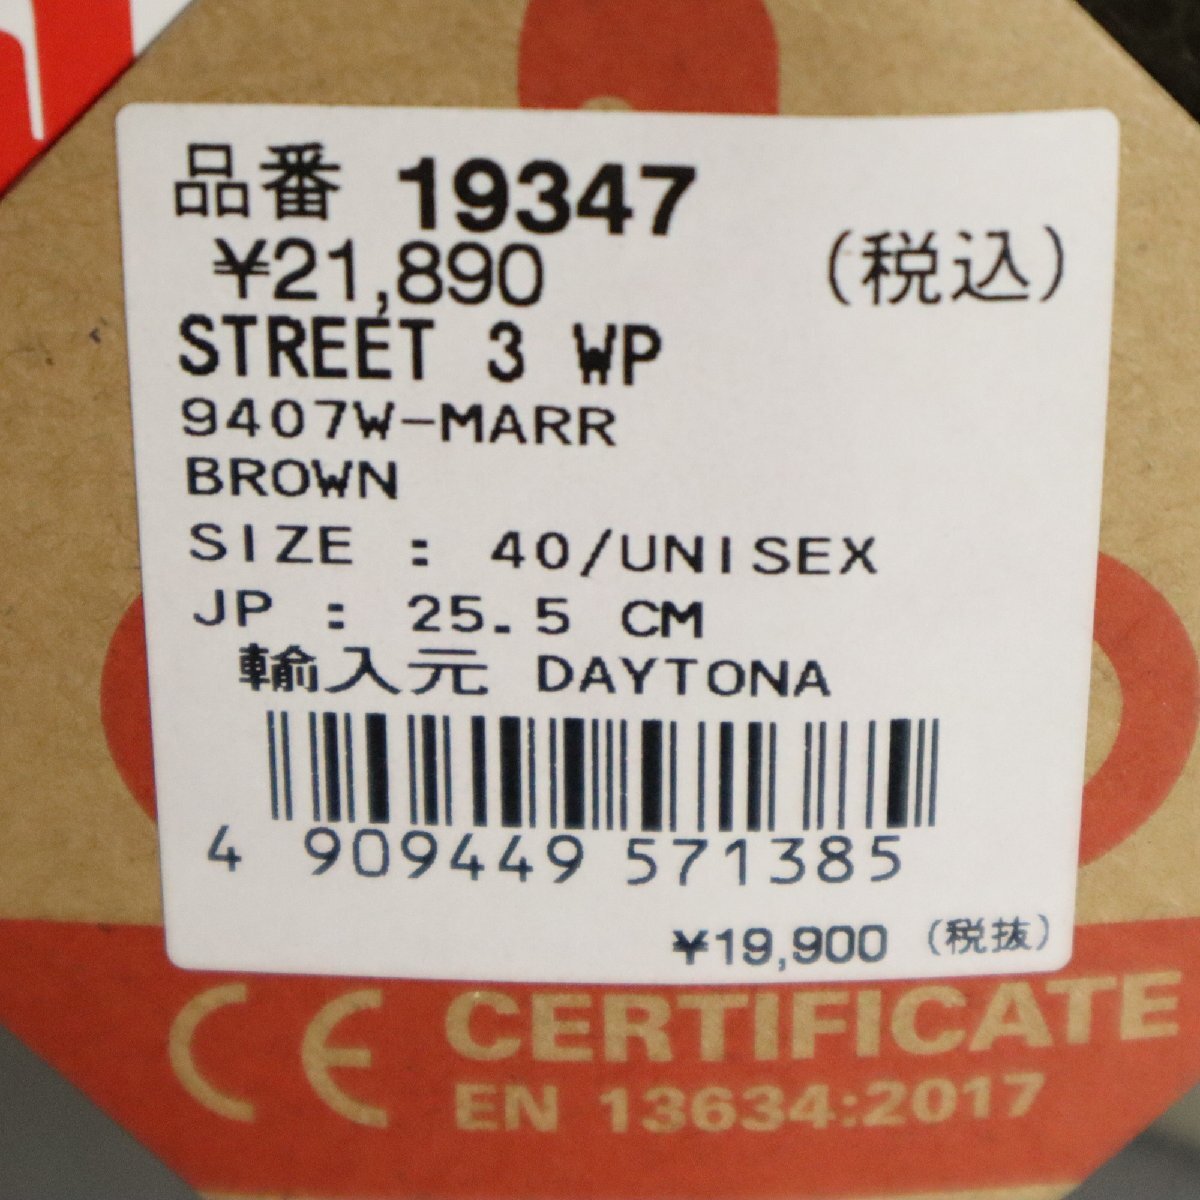 品番 19347
¥21,890 (税込)
STREET 3 WP
9407W-MARR
BROWN
SIZE : 40/UNISEX
JP : 25.5 CM
輸入元 DAYTONA
4 909449 571385
¥19,900 (税抜)
CE CERTIFICATE
EN 13634:2017